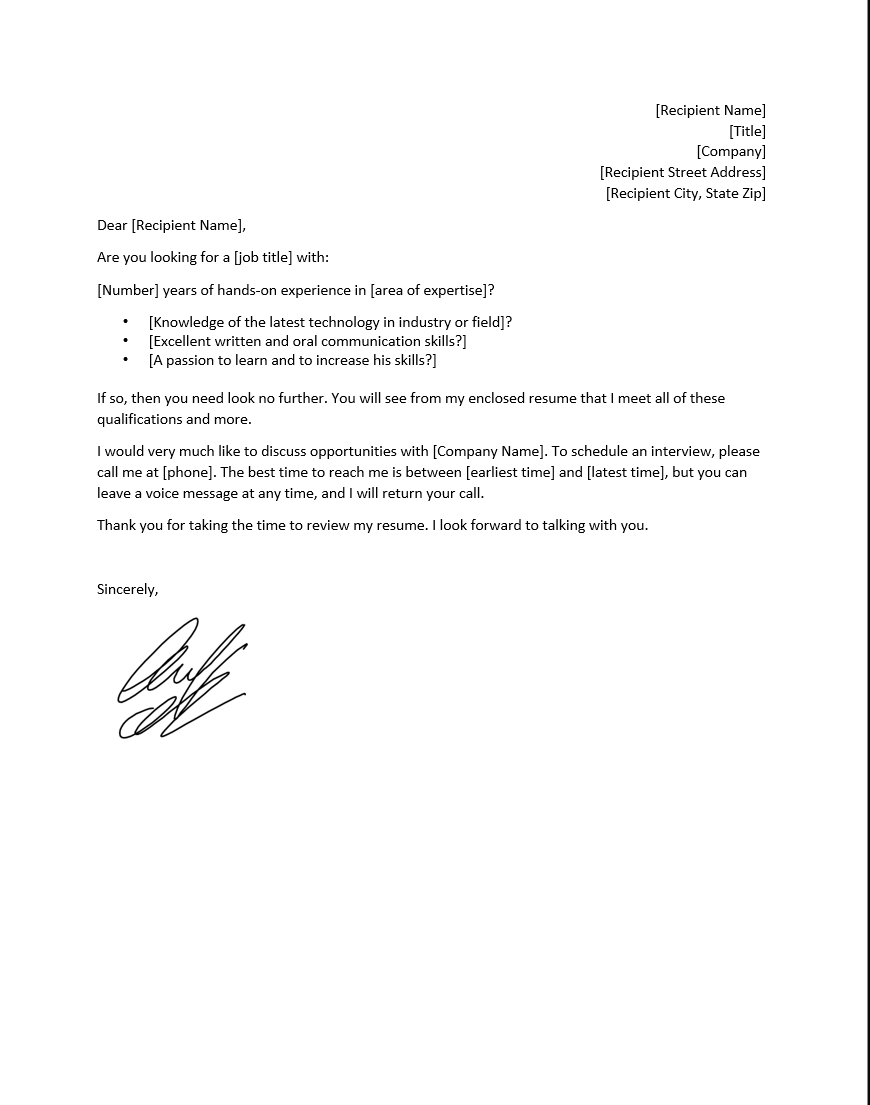 [Recipient Name]
[Title]
[Company]
[Recipient Street Address]
[Recipient City, State Zip]
Dear [Recipient Name],
Are you looking for a [job title] with:
[Number] years of hands-on experience in [area of expertise]?
• [Knowledge of the latest technology in industry or field]?
• [Excellent written and oral communication skills?]
• [A passion to learn and to increase his skills?]
If so, then you need look no further. You will see from my enclosed resume that I meet all of these
qualifications and more.
I would very much like to discuss opportunities with [Company Name]. To schedule an interview, please
call me at [phone]. The best time to reach me is between [earliest time] and [latest time], but you can
leave a voice message at any time, and I will return your call.
Thank you for taking the time to review my resume. I look forward to talking with you.
Sincerely,